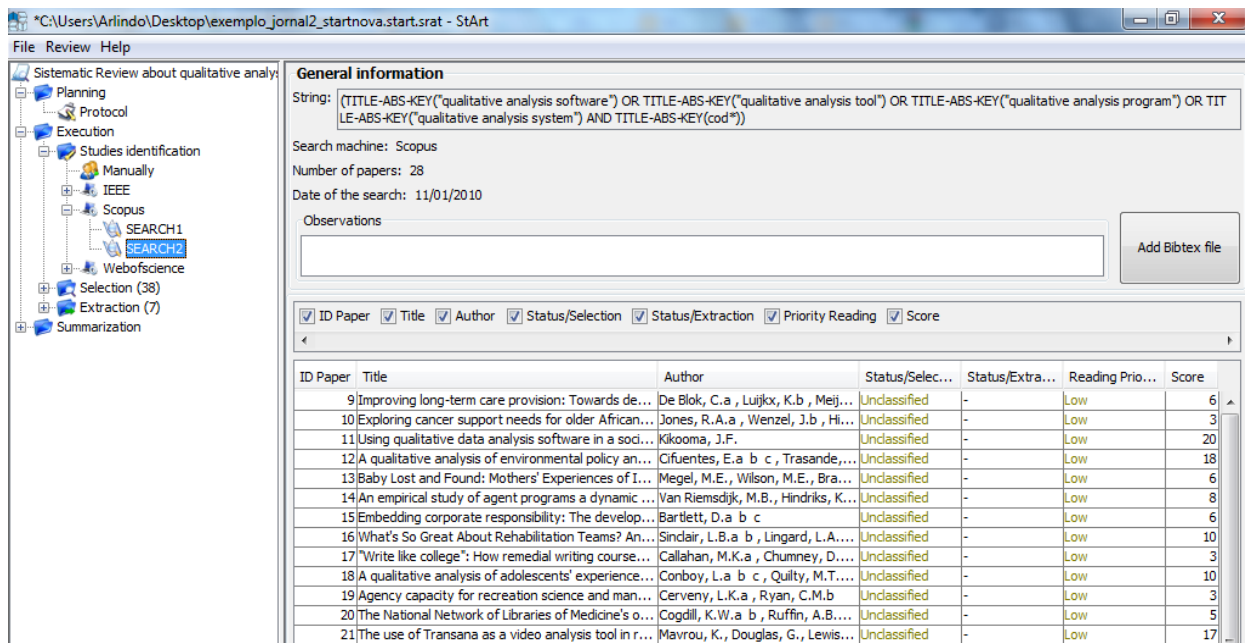 *C:\Users\Arlindo\Desktop\exemplo_jornal2_startnova.start.srat - StArt
File Review Help
Sistematic Review about qualitative analy
Planning
Protocol
Execution
Studies identification
Manually
IEEE
Scopus
SEARCH1
SEARCH2
Webofscience
Selection (38)
Extraction (7)
Summarization
General information
String: (TITLE-ABS-KEY("qualitative analysis software") OR TITLE-ABS-KEY("qualitative analysis tool") OR TITLE-ABS-KEY("qualitative analysis program") OR TIT
LE-ABS-KEY("qualitative analysis system") AND TITLE-ABS-KEY(cod*))
Search machine: Scopus
Number of papers: 28
Date of the search: 11/01/2010
Observations
Add Bibtex file
ID Paper Title Author Status/Selection Status/Extraction Priority Reading Score
ID Paper Title Author Status/Selec... Status/Extra... Reading Prio... Score
9 Improving long-term care provision: Towards de... De Blok, C.a , Luijkx, K.b , Meij... Unclassified - Low 6
10 Exploring cancer support needs for older African... Jones, R.A.a , Wenzel, J.b , Hi... Unclassified - Low 3
11 Using qualitative data analysis software in a soci... Kikooma, J.F. Unclassified - Low 20
12 A qualitative analysis of environmental policy an... Cifuentes, E.a b c , Trasande,... Unclassified - Low 18
13 Baby Lost and Found: Mothers' Experiences of I... Megel, M.E., Wilson, M.E., Bra... Unclassified - Low 6
14 An empirical study of agent programs a dynamic ... Van Riemsdijk, M.B., Hindriks, K... Unclassified - Low 8
15 Embedding corporate responsibility: The develop... Bartlett, D.a b c Unclassified - Low 6
16 What's So Great About Rehabilitation Teams? An... Sinclair, L.B.a b , Lingard, L.A.... Unclassified - Low 10
17 "Write like college": How remedial writing course... Callahan, M.K.a , Chumney, D.... Unclassified - Low 3
18 A qualitative analysis of adolescents' experience... Conboy, L.a b c , Quilty, M.T.... Unclassified - Low 10
19 Agency capacity for recreation science and man... Cerveny, L.K.a , Ryan, C.M.b Unclassified - Low 3
20 The National Network of Libraries of Medicine's o... Cogdill, K.W.a b , Ruffin, A.B.... Unclassified - Low 5
21 The use of Transana as a video analysis tool in r... Mavrou, K., Douglas, G., Lewis... Unclassified - Low 17